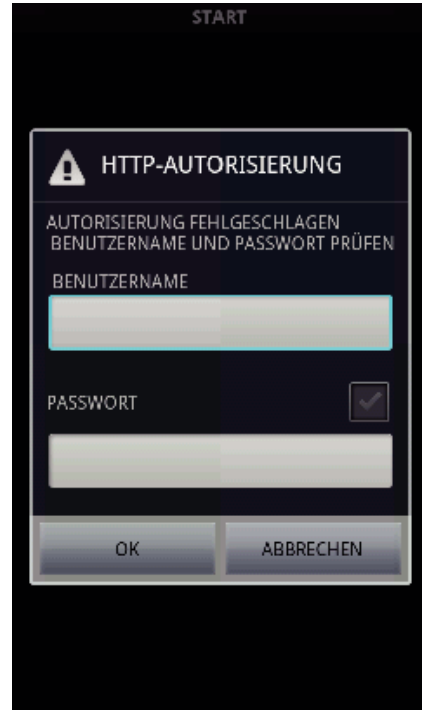 START
HTTP-AUTORISIERUNG
AUTORISIERUNG FEHLGESCHLAGEN
BENUTZERNAME UND PASSWORT PRÜFEN
BENUTZERNAME
PASSWORT
OK ABBRECHEN